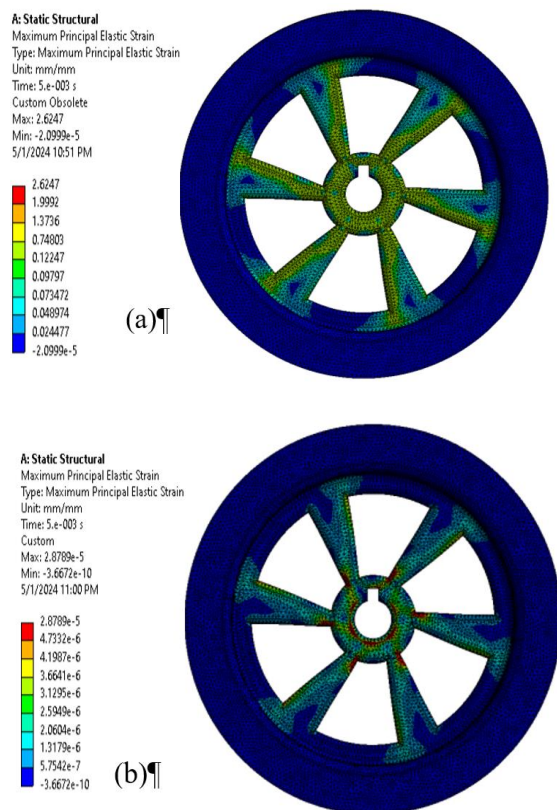 A: Static Structural
Maximum Principal Elastic Strain
Type: Maximum Principal Elastic Strain
Unit: mm/mm
Time: 5.e-003 s
Custom Obsolete
Max: 2.6247
Min: -2.0999e-5
5/1/2024 10:51 PM
2.6247
1.9992
1.3736
0.74803
0.12247
0.09797
0.073472
0.048974
0.024477
-2.0999e-5
(a)¶
A: Static Structural
Maximum Principal Elastic Strain
Type: Maximum Principal Elastic Strain
Unit: mm/mm
Time: 5.e-003 s
Custom
Max: 2.8789e-5
Min: -3.6672e-10
5/1/2024 11:00 PM
2.8789e-5
4.7332e-6
4.1987e-6
3.6641e-6
3.1295e-6
2.5949e-6
2.0604e-6
1.3179e-6
5.7542e-7
-3.6672e-10
(b)¶